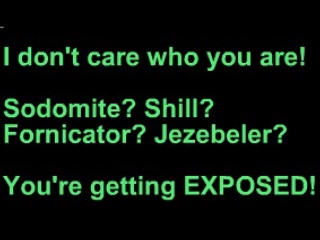 I don't care who you are!
Sodomite? Shill?
Fornicator? Jezebeler?
You're getting EXPOSED!